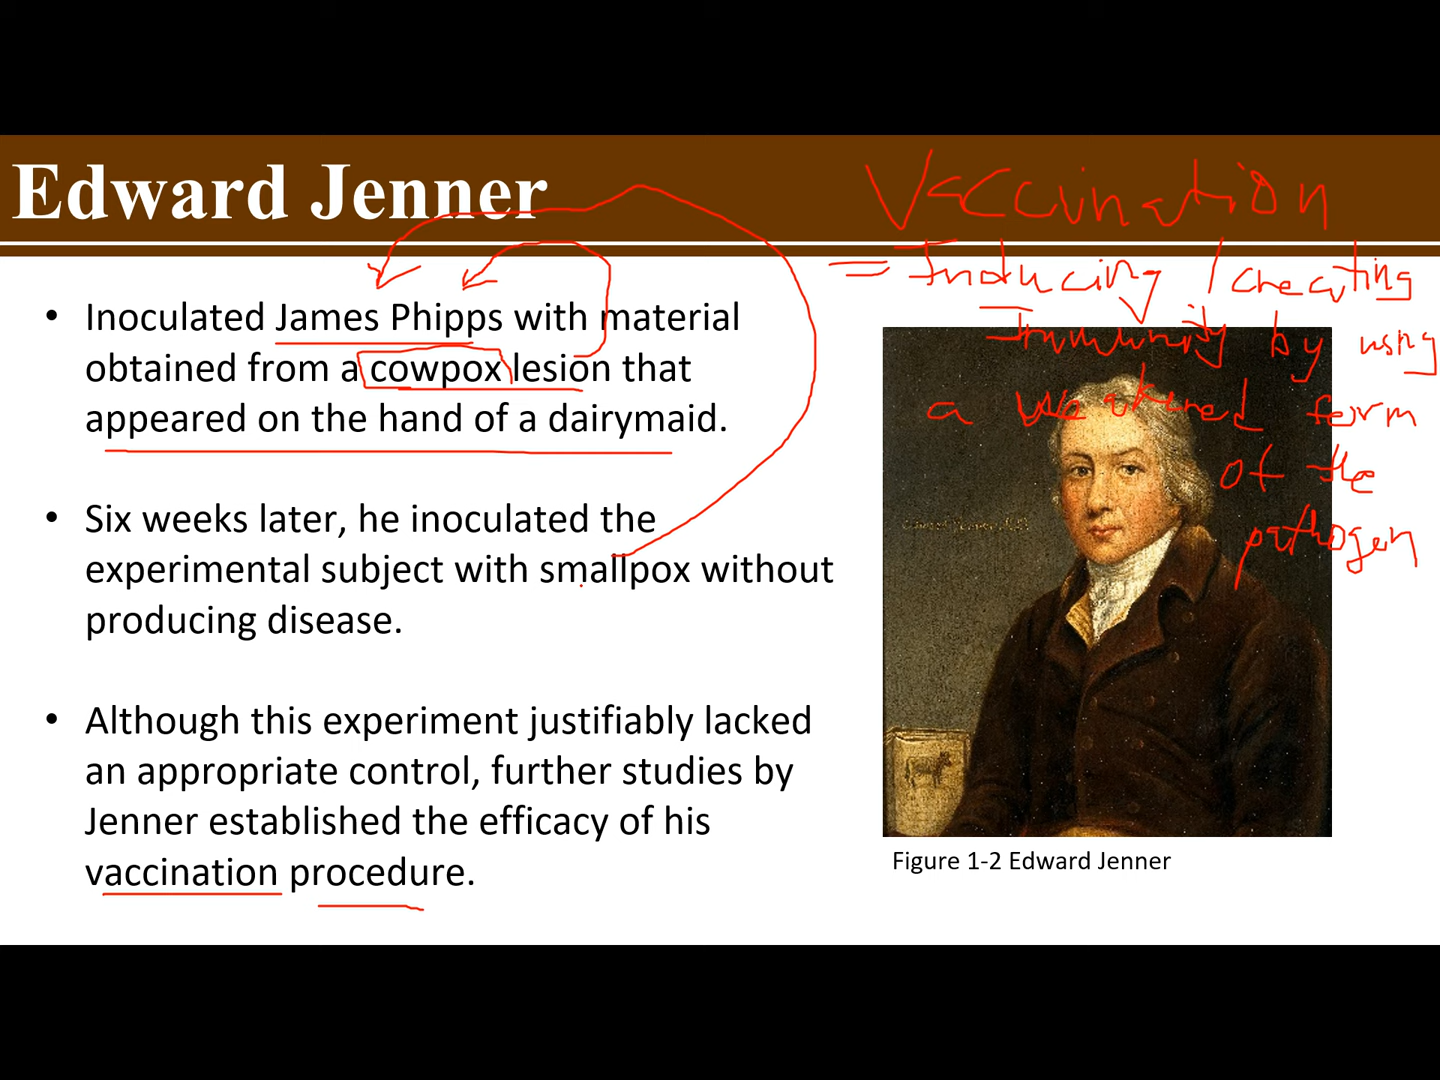 Edward Jenner
Vaccination
= Inducing / creating
Immunity by using
a weakened form
of the
pathogen
• Inoculated James Phipps with material
obtained from a cowpox lesion that
appeared on the hand of a dairymaid.
• Six weeks later, he inoculated the
experimental subject with smallpox without
producing disease.
• Although this experiment justifiably lacked
an appropriate control, further studies by
Jenner established the efficacy of his
vaccination procedure.
Figure 1-2 Edward Jenner